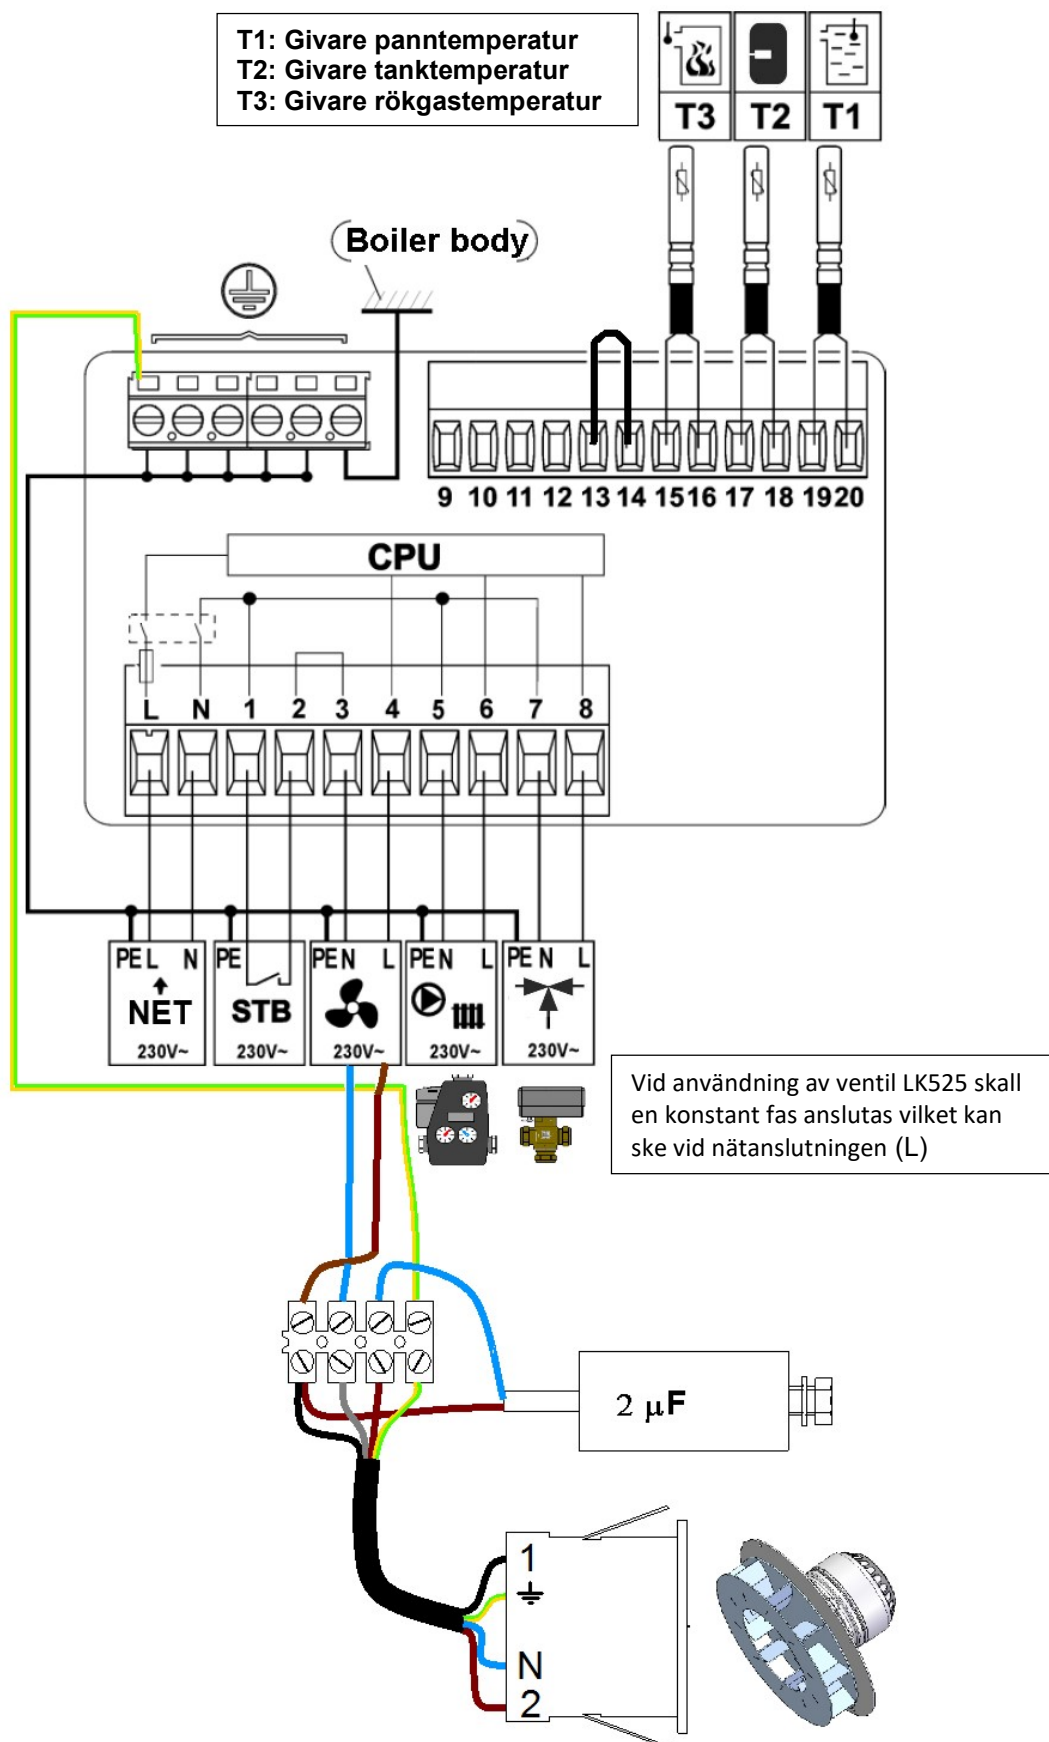 T1: Givare panntemperatur
T2: Givare tanktemperatur
T3: Givare rökgastemperatur
T3 T2 T1
(Boiler body)
9 10 11 12 13 14 15 16 17 18 19 20
CPU
L N 1 2 3 4 5 6 7 8
PE L N PE PE N L PE N L PE N L
NET STB
230V~ 230V~ 230V~ 230V~ 230V~
Vid användning av ventil LK525 skall
en konstant fas anslutas vilket kan
ske vid nätanslutningen (L)
2 µF
1
N
2